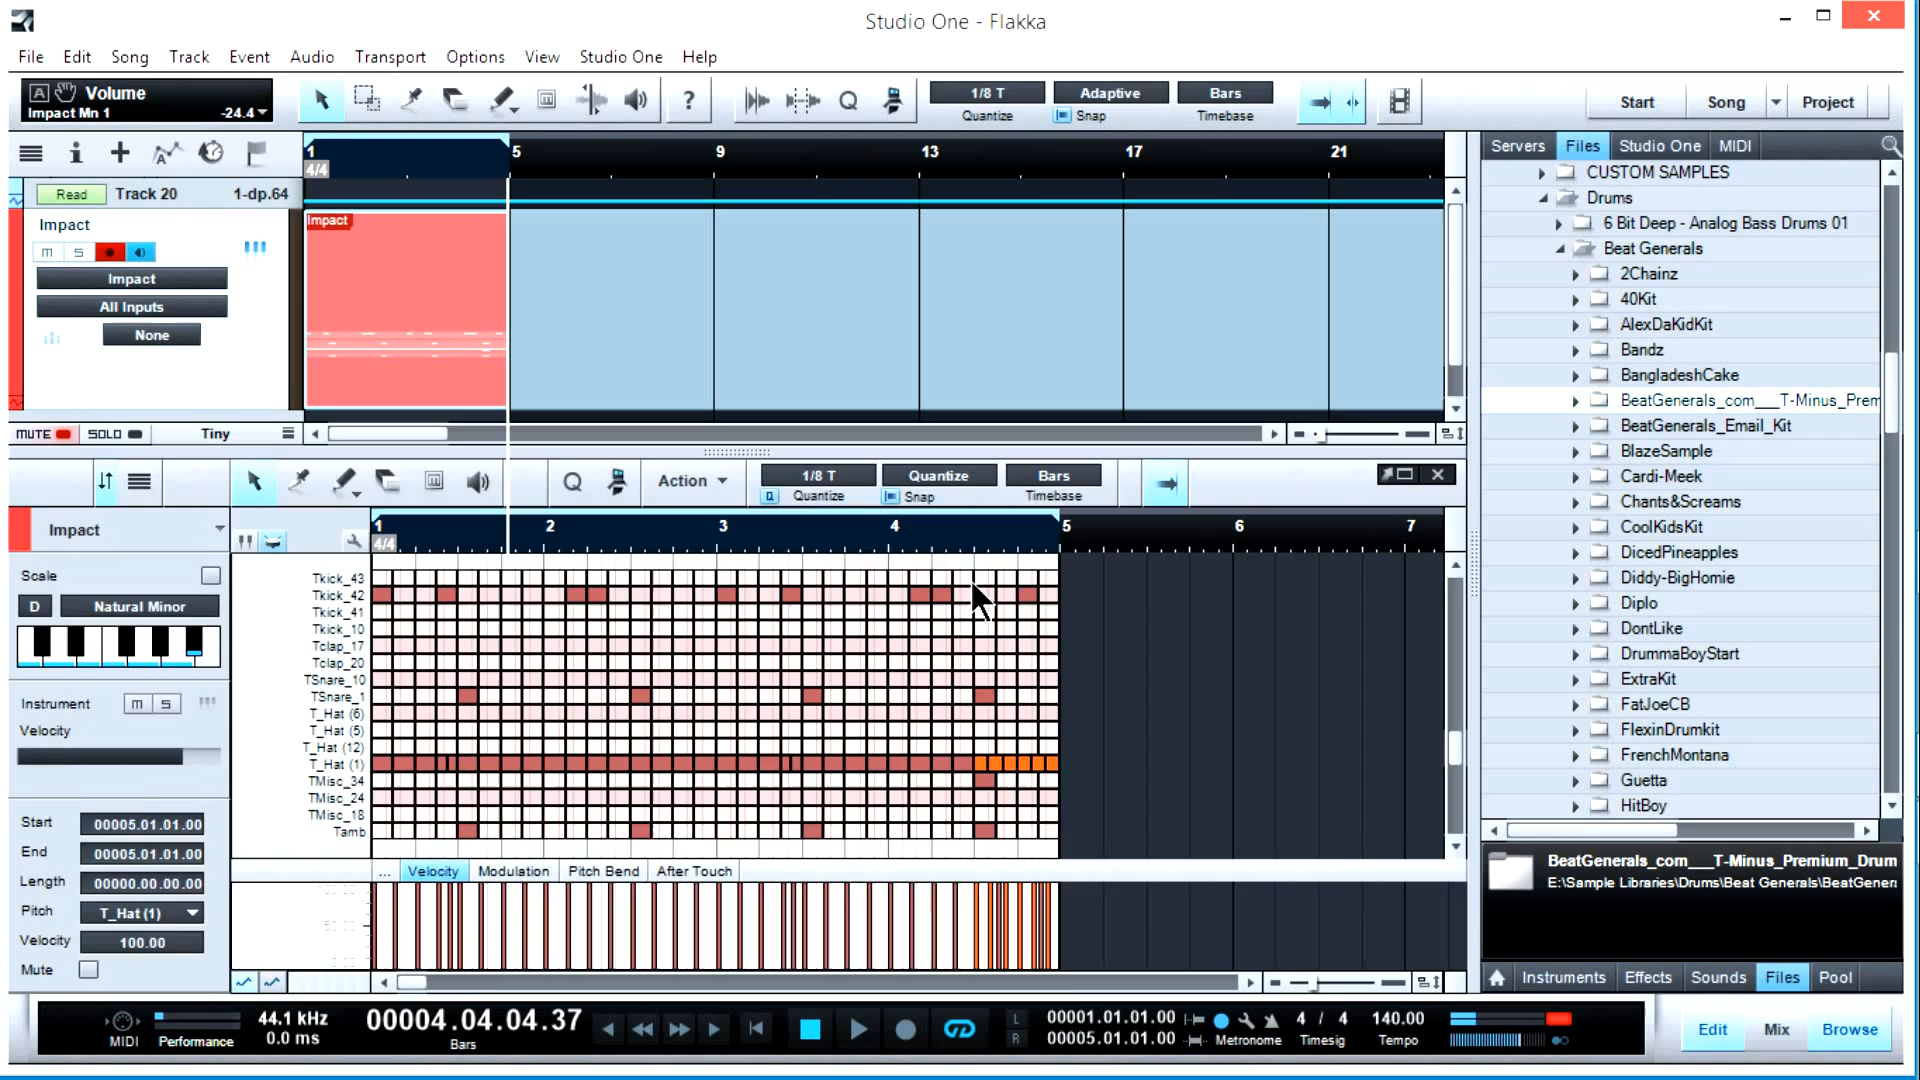 Studio One - Flakka
File Edit Song Track Event Audio Transport Options View Studio One Help
A Volume
Impact Mn 1 -24.4
1/8 T Adaptive Bars
Quantize Snap Timebase
Start Song Project
1 5 9 13 17 21
4/4
Read Track 20 1-dp.64
Impact
Impact
M S
Impact
All Inputs
None
MUTE SOLO Tiny
Action
1/8 T Quantize Bars
Quantize Snap Timebase
Impact
1 2 3 4 5 6 7
4/4
Scale
D Natural Minor
Instrument m s
Velocity
Start 00005.01.01.00
End 00005.01.01.00
Length 00000.00.00.00
Pitch T_Hat (1)
Velocity 100.00
Mute
Tkick_43
Tkick_42
Tkick_41
Tkick_10
Tclap_17
Tclap_20
TSnare_10
TSnare_1
T_Hat (6)
T_Hat (5)
T_Hat (12)
T_Hat (1)
TMisc_34
TMisc_24
TMisc_18
Tamb
... Velocity Modulation Pitch Bend After Touch
Servers Files Studio One MIDI
CUSTOM SAMPLES
Drums
6 Bit Deep - Analog Bass Drums 01
Beat Generals
2Chainz
40Kit
AlexDaKidKit
Bandz
BangladeshCake
BeatGenerals_com___T-Minus_Prem
BeatGenerals_Email_Kit
BlazeSample
Cardi-Meek
Chants&Screams
CoolKidsKit
DicedPineapples
Diddy-BigHomie
Diplo
DontLike
DrummaBoyStart
ExtraKit
FatJoeCB
FlexinDrumkit
FrenchMontana
Guetta
HitBoy
BeatGenerals_com___T-Minus_Premium_Drum
E:\Sample Libraries\Drums\Beat Generals\BeatGener
Instruments Effects Sounds Files Pool
MIDI Performance
44.1 kHz
0.0 ms
00004.04.04.37
Bars
L 00001.01.01.00
R 00005.01.01.00
Metronome
4 / 4
Timesig
140.00
Tempo
Edit Mix Browse